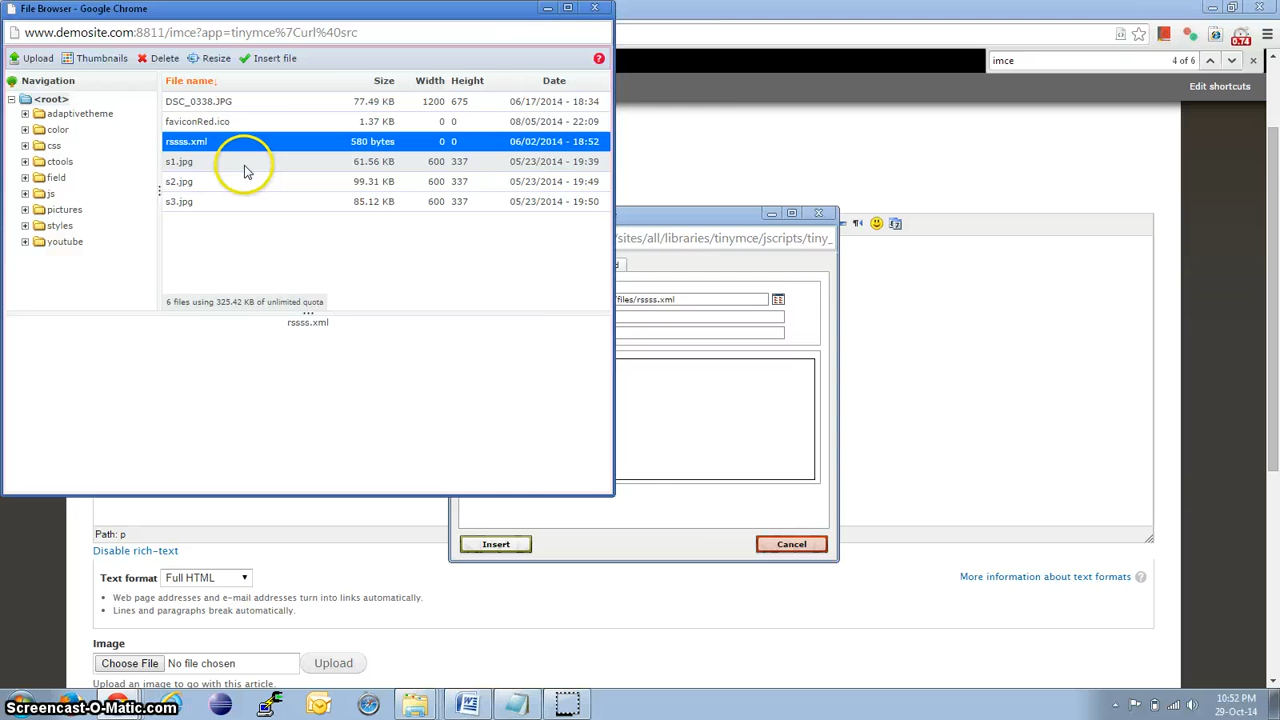 File Browser - Google Chrome
www.demosite.com:8811/imce?app=tinymce%7Curl%40src
imce
4 of 6
0.74
Upload Thumbnails Delete Resize Insert file
Edit shortcuts
Navigation
<root>
adaptivetheme
color
css
ctools
field
js
pictures
styles
youtube
File name↓ Size Width Height Date
DSC_0338.JPG 77.49 KB 1200 675 06/17/2014 - 18:34
faviconRed.ico 1.37 KB 0 0 08/05/2014 - 22:09
rssss.xml 580 bytes 0 0 06/02/2014 - 18:52
s1.jpg 61.56 KB 600 337 05/23/2014 - 19:39
s2.jpg 99.31 KB 600 337 05/23/2014 - 19:49
s3.jpg 85.12 KB 600 337 05/23/2014 - 19:50
6 files using 325.42 KB of unlimited quota
rssss.xml
/sites/all/libraries/tinymce/jscripts/tiny_
/files/rssss.xml
Insert Cancel
Path: p
Disable rich-text
Text format Full HTML
More information about text formats ?
Web page addresses and e-mail addresses turn into links automatically.
Lines and paragraphs break automatically.
Image
Choose File No file chosen Upload
Upload an image to go with this article.
Screencast-O-Matic.com
10:52 PM
29-Oct-14